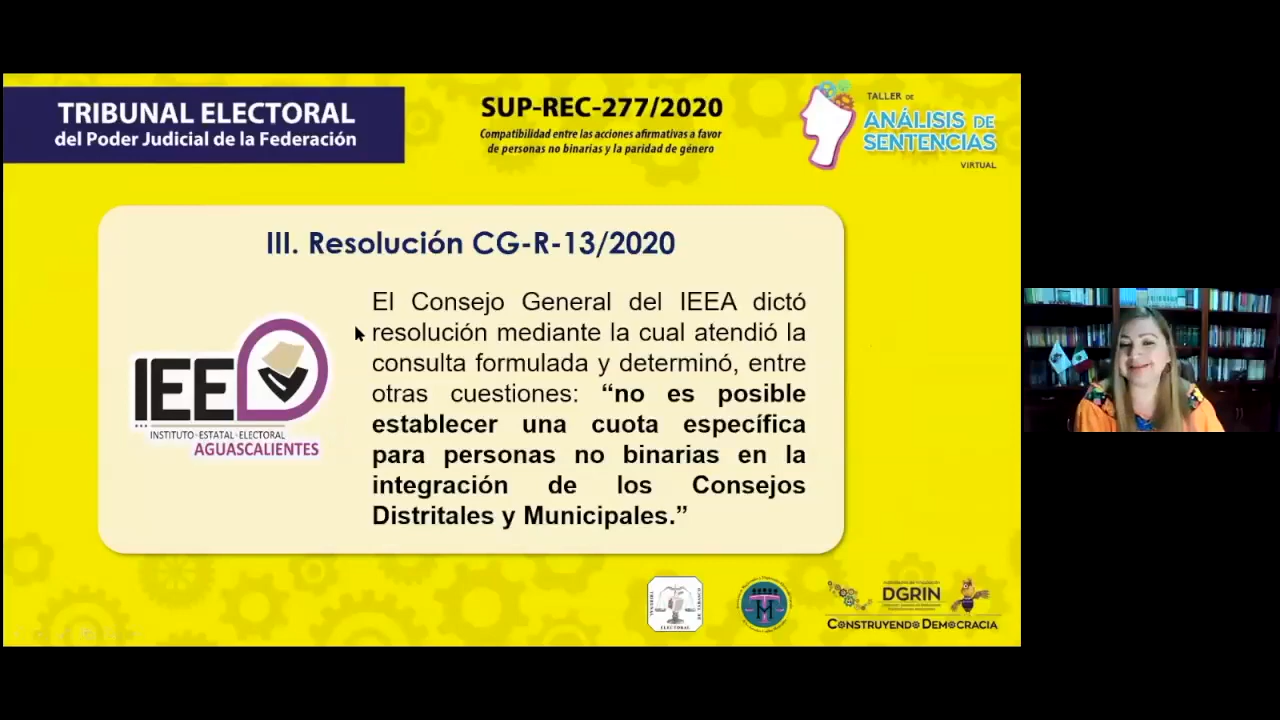 TRIBUNAL ELECTORAL
del Poder Judicial de la Federación
SUP-REC-277/2020
Compatibilidad entre las acciones afirmativas a favor
de personas no binarias y la paridad de género
TALLER DE
ANÁLISIS DE
SENTENCIAS
VIRTUAL
III. Resolución CG-R-13/2020
El Consejo General del IEEA dictó
resolución mediante la cual atendió la
consulta formulada y determinó, entre
otras cuestiones: “no es posible
establecer una cuota específica
para personas no binarias en la
integración de los Consejos
Distritales y Municipales.”
IEE
INSTITUTO·ESTATAL·ELECTORAL
AGUASCALIENTES
TRIBUNAL
ELECTORAL
DE TABASCO
DGRIN
CONSTRUYENDO DEMOCRACIA